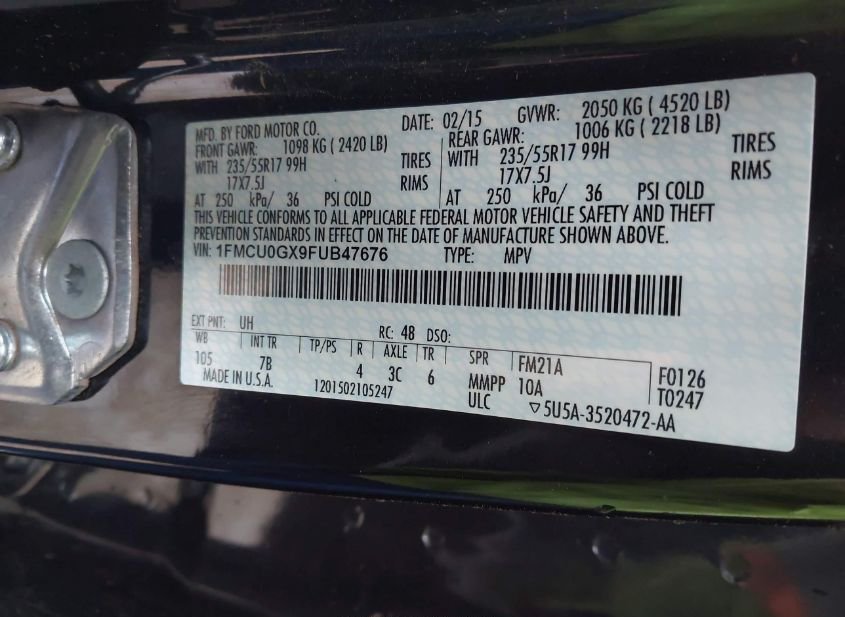 MFD. BY FORD MOTOR CO. DATE: 02/15 GVWR: 2050 KG ( 4520 LB)
FRONT GAWR: 1098 KG ( 2420 LB) REAR GAWR: 1006 KG ( 2218 LB)
WITH 235/55R17 99H TIRES WITH 235/55R17 99H TIRES
17X7.5J RIMS 17X7.5J RIMS
AT 250 kPa/ 36 PSI COLD AT 250 kPa/ 36 PSI COLD
THIS VEHICLE CONFORMS TO ALL APPLICABLE FEDERAL MOTOR VEHICLE SAFETY AND THEFT
PREVENTION STANDARDS IN EFFECT ON THE DATE OF MANUFACTURE SHOWN ABOVE.
VIN: 1FMCU0GX9FUB47676 TYPE: MPV
EXT PNT: UH RC: 48 DSO:
WB INT TR TP/PS R AXLE TR SPR FM21A F0126
105 7B 4 3C 6 MMPP 10A T0247
MADE IN U.S.A. 1201502105247 ULC ▽5U5A-3520472-AA